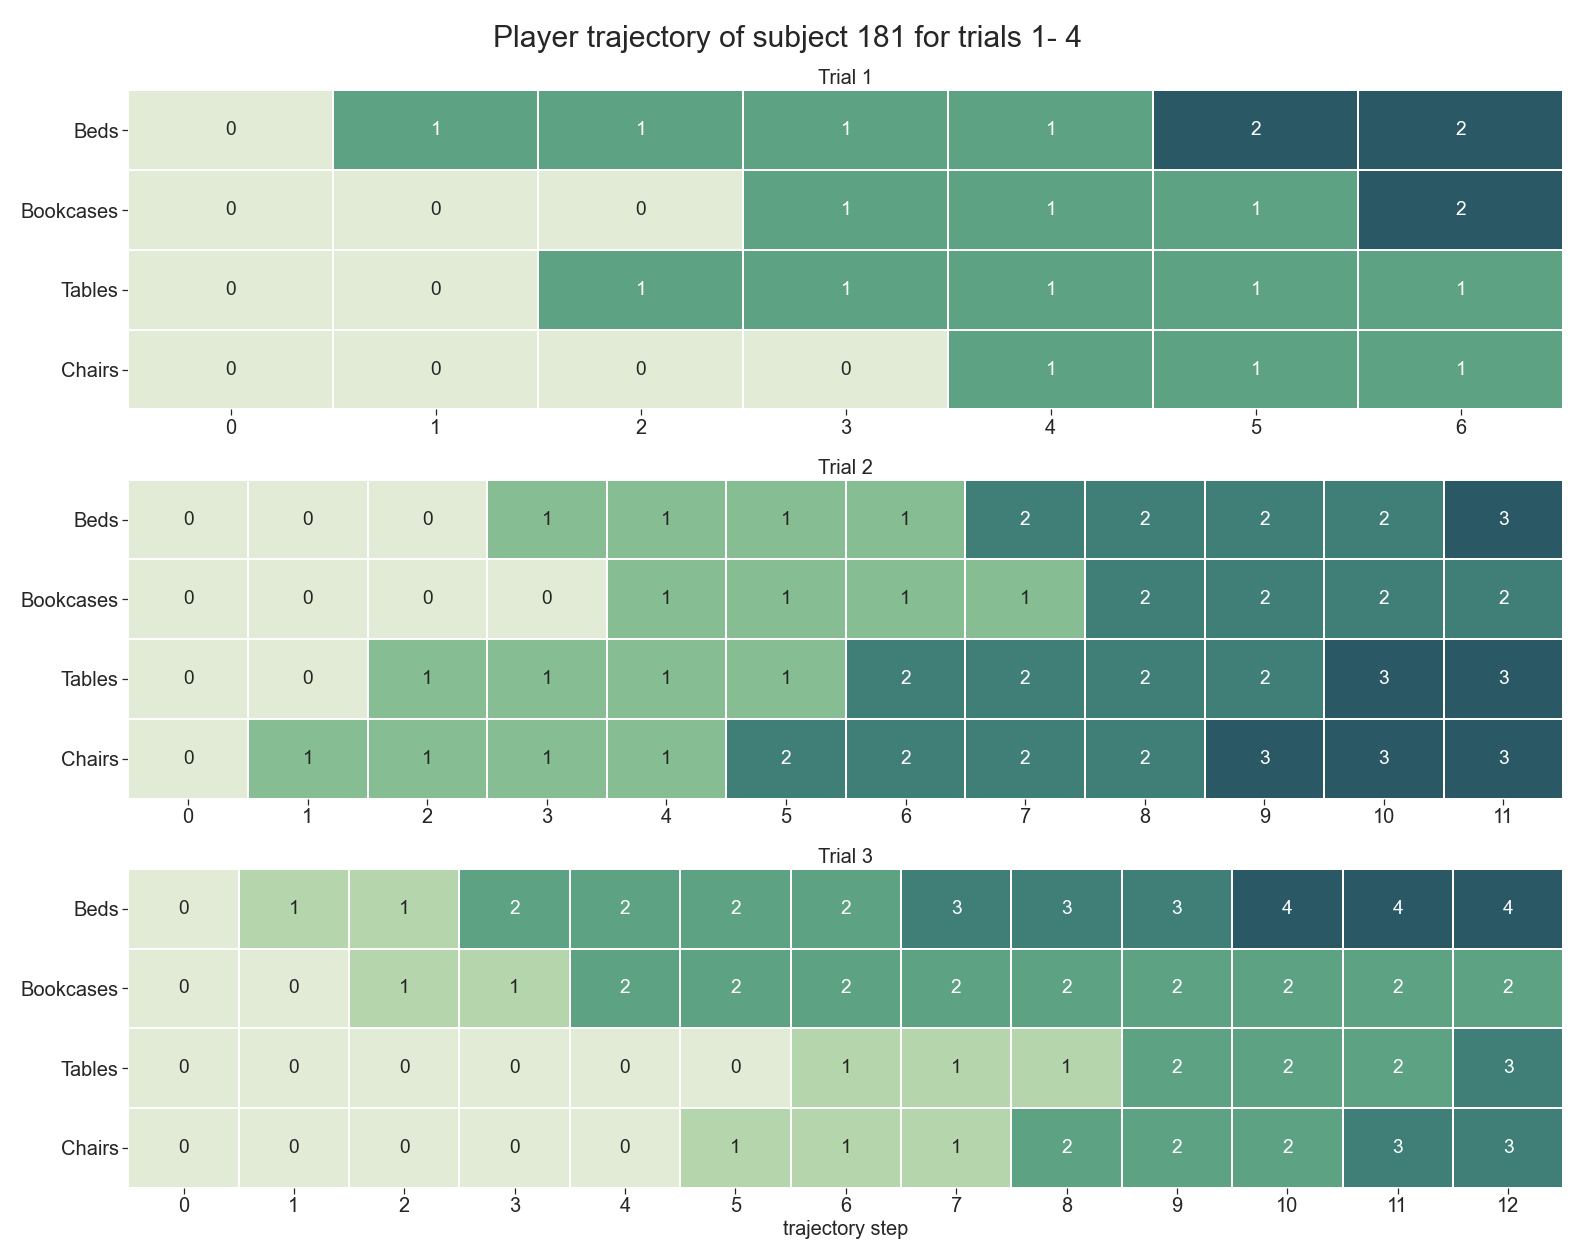 Player trajectory of subject 181 for trials 1- 4
Trial 1
Beds 0 1 1 1 1 2 2
Bookcases 0 0 0 1 1 1 2
Tables 0 0 1 1 1 1 1
Chairs 0 0 0 0 1 1 1
0 1 2 3 4 5 6
Trial 2
Beds 0 0 0 1 1 1 1 2 2 2 2 3
Bookcases 0 0 0 0 1 1 1 1 2 2 2 2
Tables 0 0 1 1 1 1 2 2 2 2 3 3
Chairs 0 1 1 1 1 2 2 2 2 3 3 3
0 1 2 3 4 5 6 7 8 9 10 11
Trial 3
Beds 0 1 1 2 2 2 2 3 3 3 4 4 4
Bookcases 0 0 1 1 2 2 2 2 2 2 2 2 2
Tables 0 0 0 0 0 0 1 1 1 2 2 2 3
Chairs 0 0 0 0 0 1 1 1 2 2 2 3 3
0 1 2 3 4 5 6 7 8 9 10 11 12
trajectory step